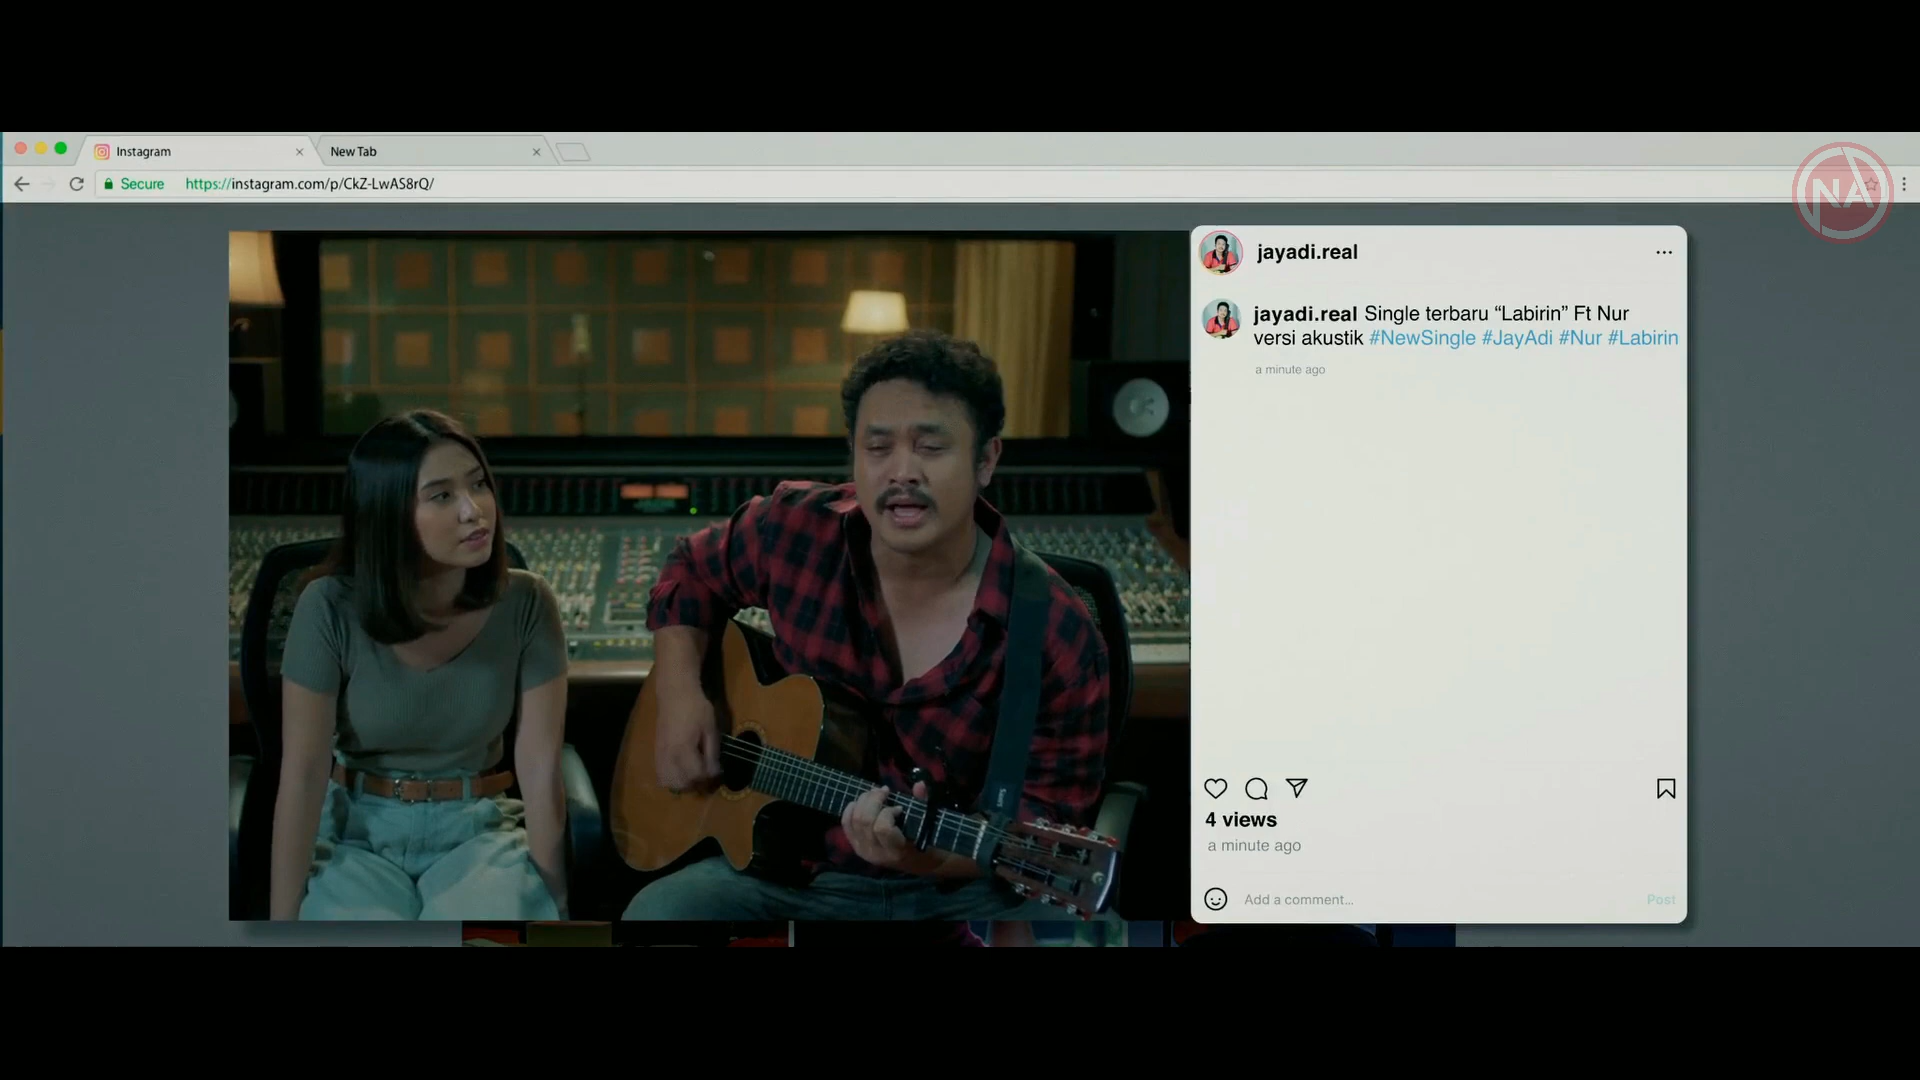 Instagram
New Tab
Secure https://instagram.com/p/CkZ-LwAS8rQ/
NA
jayadi.real
jayadi.real Single terbaru “Labirin” Ft Nur
versi akustik #NewSingle #JayAdi #Nur #Labirin
a minute ago
4 views
a minute ago
Add a comment...
Post